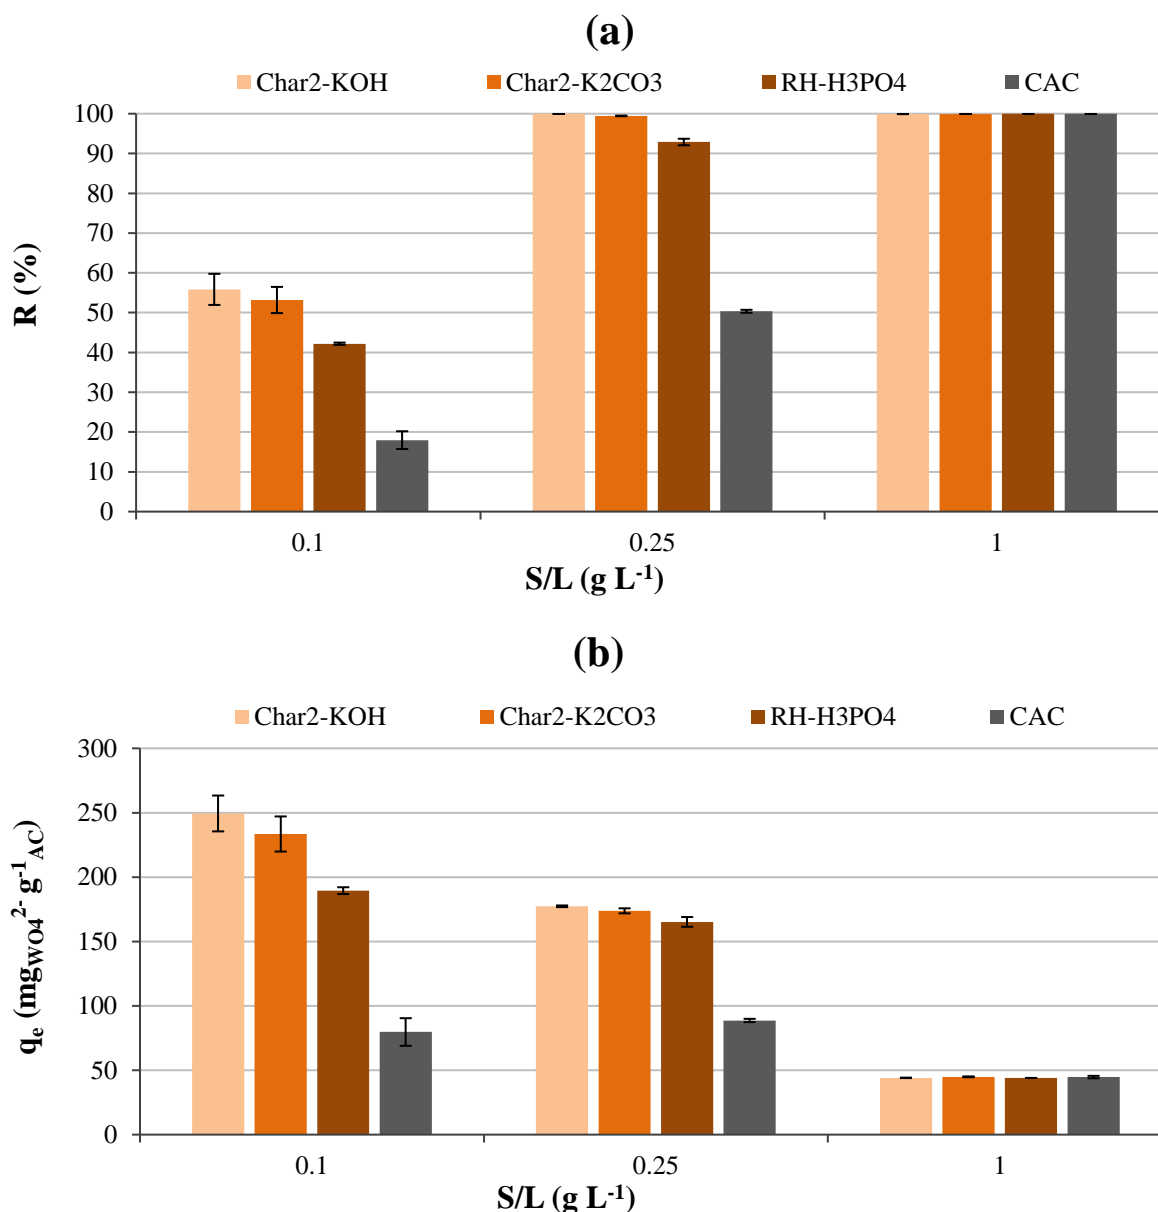 (a)
Char2-KOH Char2-K2CO3 RH-H3PO4 CAC
100
90
80
70
60
50
40
30
20
10
0
R (%)
0.1 0.25 1
S/L (g L⁻¹)
(b)
Char2-KOH Char2-K2CO3 RH-H3PO4 CAC
300
250
200
150
100
50
0
qₑ (mg_WO4²⁻ g⁻¹_AC)
0.1 0.25 1
S/L (g L⁻¹)